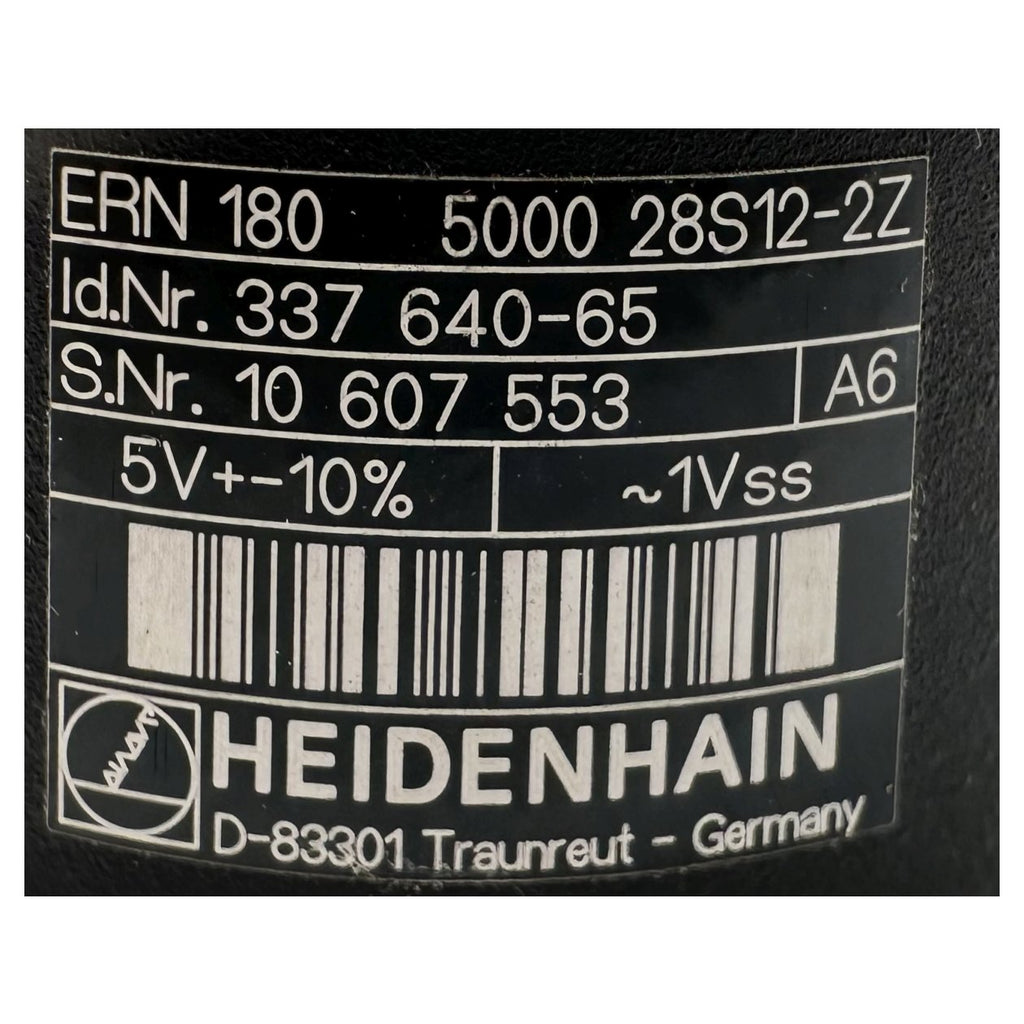 ERN 180 5000 28S12-2Z
Id.Nr. 337 640-65
S.Nr. 10 607 553 A6
5V+-10% ~1Vss
HEIDENHAIN
D-83301 Traunreut - Germany